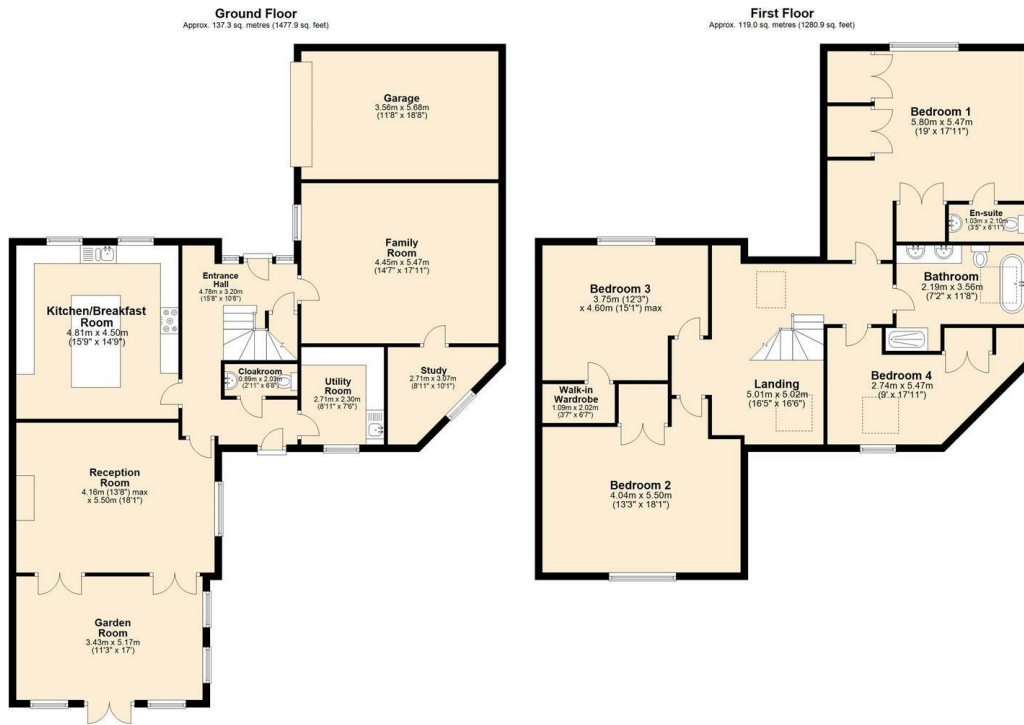 Ground Floor
Approx. 137.3 sq. metres (1477.9 sq. feet)
Garage
3.56m x 5.68m
(11'8" x 18'8")
Family
Room
4.45m x 5.47m
(14'7" x 17'11")
Entrance
Hall
4.78m x 3.20m
(15'8" x 10'6")
Kitchen/Breakfast
Room
4.81m x 4.50m
(15'9" x 14'9")
Cloakroom
0.89m x 2.03m
(2'11" x 6'8")
Utility
Room
2.71m x 2.30m
(8'11" x 7'6")
Study
2.71m x 3.07m
(8'11" x 10'1")
Reception
Room
4.16m (13'8") max
x 5.50m (18'1")
Garden
Room
3.43m x 5.17m
(11'3" x 17')
First Floor
Approx. 119.0 sq. metres (1280.9 sq. feet)
Bedroom 1
5.80m x 5.47m
(19' x 17'11")
En-suite
1.03m x 2.10m
(3'5" x 6'11")
Bathroom
2.19m x 3.56m
(7'2" x 11'8")
Bedroom 3
3.75m (12'3")
x 4.60m (15'1") max
Walk-in
Wardrobe
1.09m x 2.02m
(3'7" x 6'7")
Landing
5.01m x 5.02m
(16'5" x 16'6")
Bedroom 4
2.74m x 5.47m
(9' x 17'11")
Bedroom 2
4.04m x 5.50m
(13'3" x 18'1")